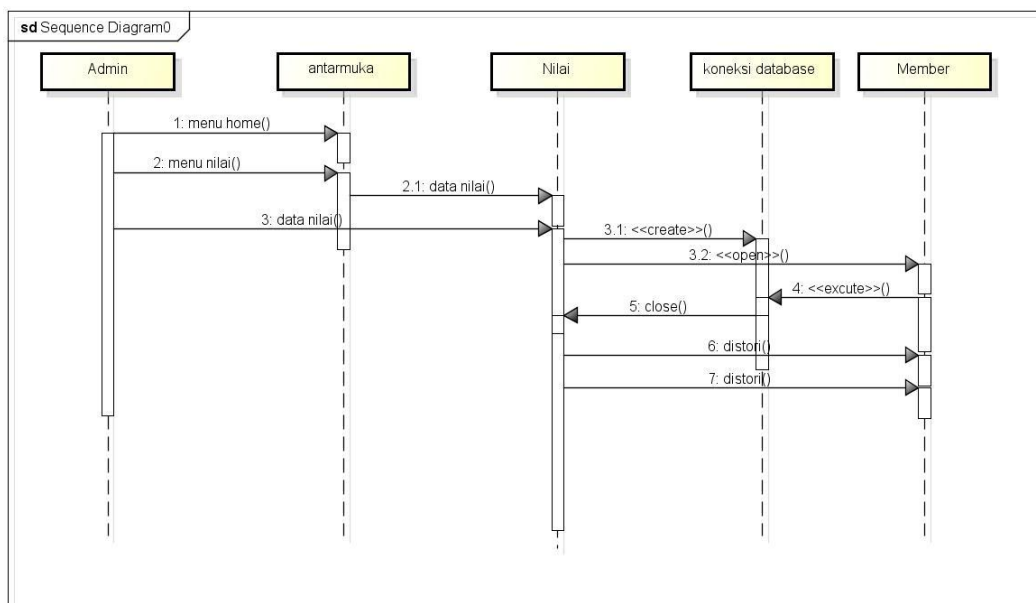 sd Sequence Diagram0
Admin
antarmuka
Nilai
koneksi database
Member
1: menu home()
2: menu nilai()
2.1: data nilai()
3: data nilai()
3.1: <<create>>()
3.2: <<open>>()
4: <<excute>>()
5: close()
6: distori()
7: distori()